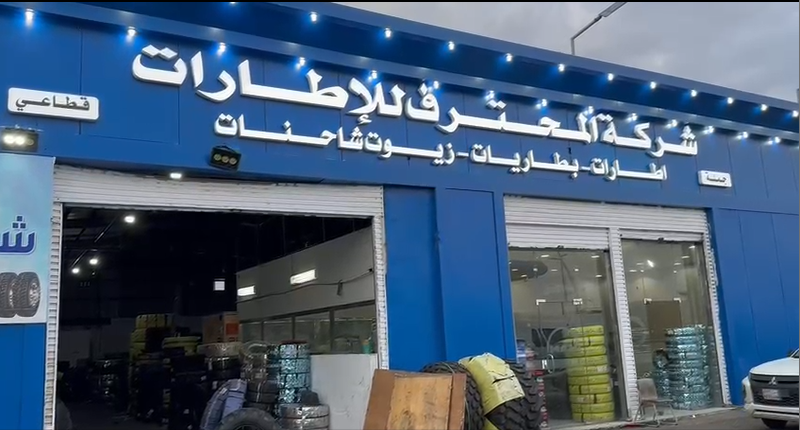 شركة المحترف للإطارات
اطارات - بطاريات - زيوت شاحنات
جملة
قطاعي